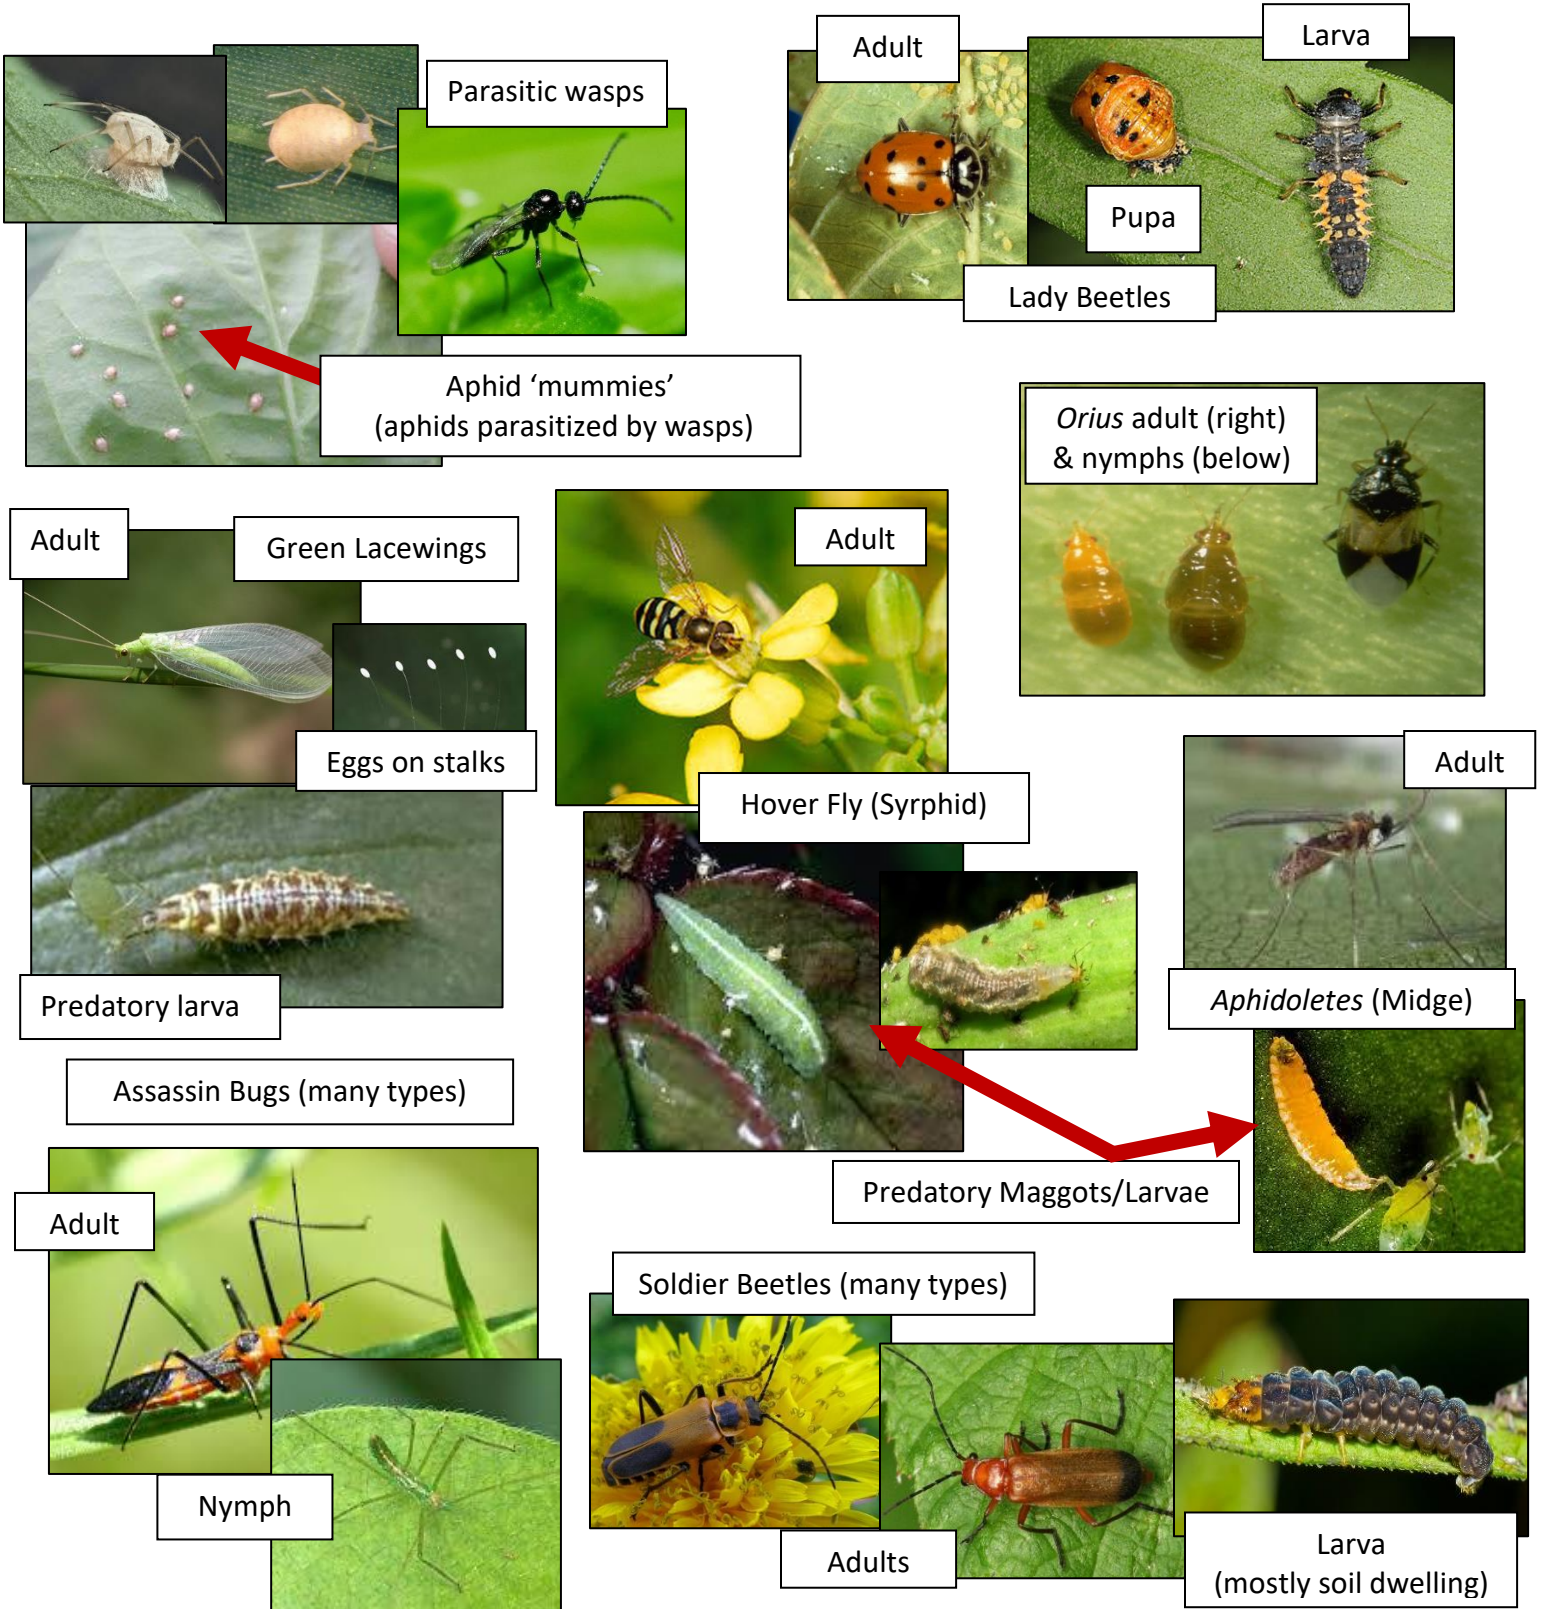 Parasitic wasps
Aphid ‘mummies’
(aphids parasitized by wasps)
Adult
Larva
Pupa
Lady Beetles
Orius adult (right)
& nymphs (below)
Adult
Green Lacewings
Eggs on stalks
Predatory larva
Adult
Hover Fly (Syrphid)
Adult
Aphidoletes (Midge)
Predatory Maggots/Larvae
Assassin Bugs (many types)
Adult
Nymph
Soldier Beetles (many types)
Adults
Larva
(mostly soil dwelling)